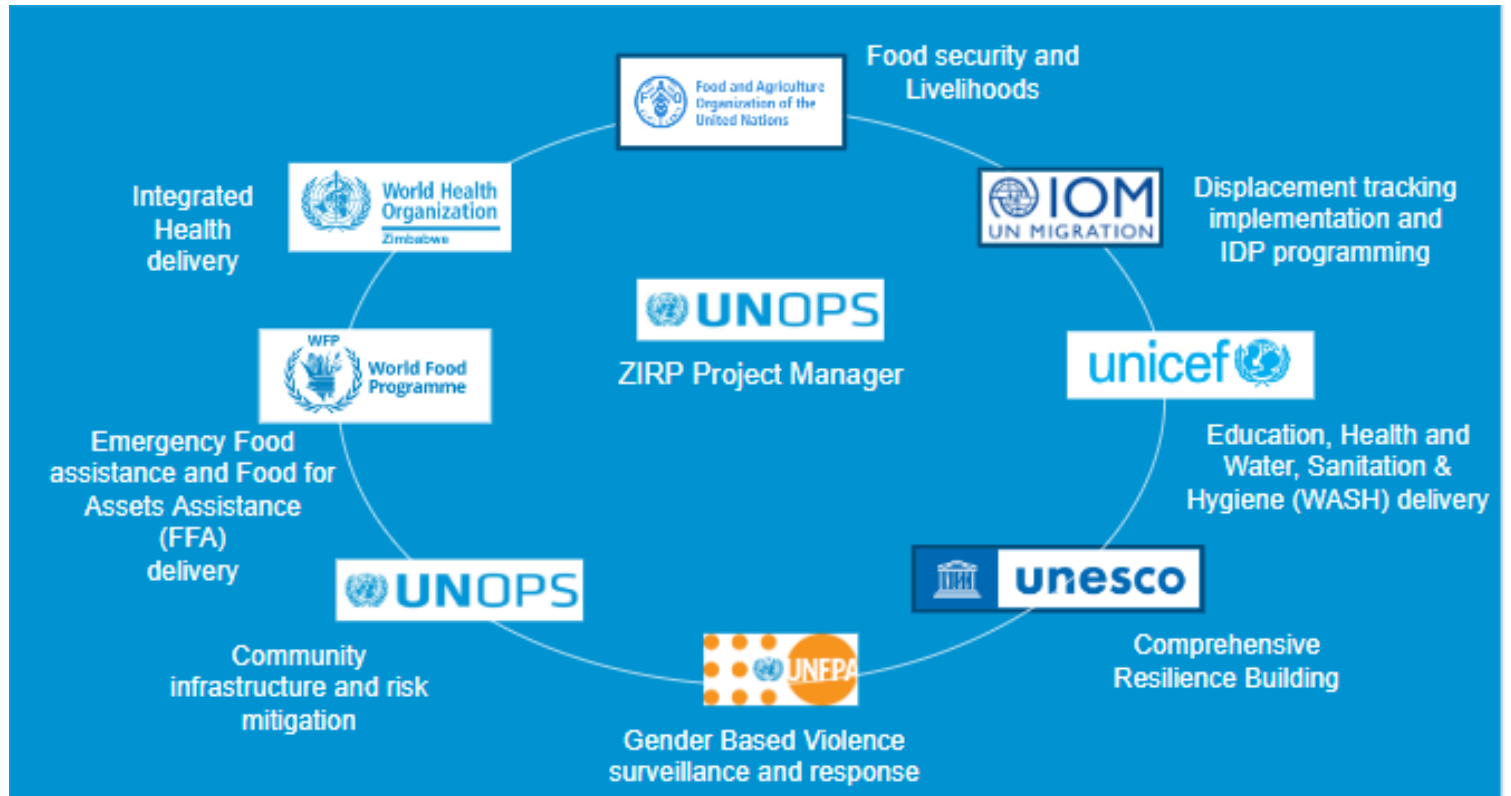 Food and Agriculture
Organization of the
United Nations
Food security and
Livelihoods
IOM
UN MIGRATION
Displacement tracking
implementation and
IDP programming
unicef
Education, Health and
Water, Sanitation &
Hygiene (WASH) delivery
unesco
Comprehensive
Resilience Building
UNFPA
Gender Based Violence
surveillance and response
UNOPS
Community
infrastructure and risk
mitigation
WFP
World Food
Programme
Emergency Food
assistance and Food for
Assets Assistance
(FFA)
delivery
World Health
Organization
Zimbabwe
Integrated
Health
delivery
UNOPS
ZIRP Project Manager